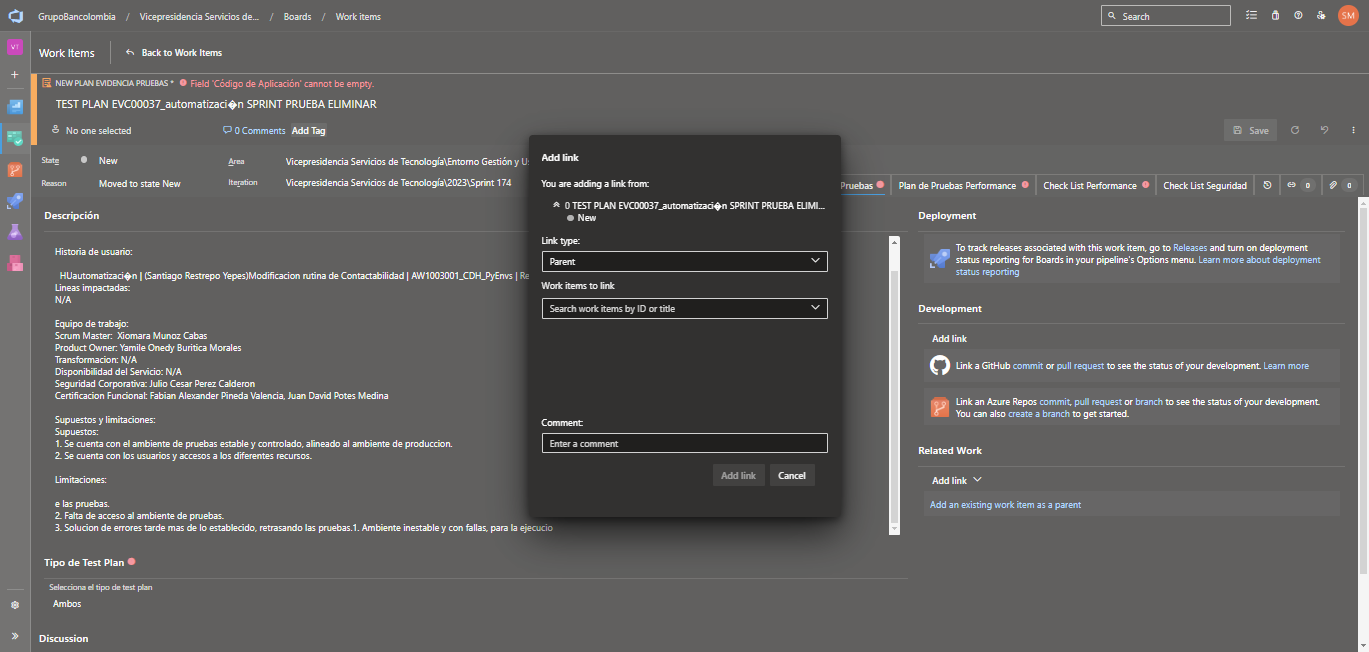 GrupoBancolombia / Vicepresidencia Servicios de... / Boards / Work items
Search
SM
VT
Work Items
Back to Work Items
NEW PLAN EVIDENCIA PRUEBAS * Field 'Código de Aplicación' cannot be empty.
TEST PLAN EVC00037_automatizaci�n SPRINT PRUEBA ELIMINAR
No one selected
0 Comments
Add Tag
Save
State
New
Area
Vicepresidencia Servicios de Tecnología\Entorno Gestión y Us
Reason
Moved to state New
Iteration
Vicepresidencia Servicios de Tecnología\2023\Sprint 174
Pruebas
Plan de Pruebas Performance
Check List Performance
Check List Seguridad
0
0
Descripción
Historia de usuario:
HUautomatizaci�n | (Santiago Restrepo Yepes)Modificacion rutina de Contactabilidad | AW1003001_CDH_PyEnvs | Re
Lineas impactadas:
N/A
Equipo de trabajo:
Scrum Master: Xiomara Munoz Cabas
Product Owner: Yamile Onedy Buritica Morales
Transformacion: N/A
Disponibilidad del Servicio: N/A
Seguridad Corporativa: Julio Cesar Perez Calderon
Certificacion Funcional: Fabian Alexander Pineda Valencia, Juan David Potes Medina
Supuestos y limitaciones:
Supuestos:
1. Se cuenta con el ambiente de pruebas estable y controlado, alineado al ambiente de produccion.
2. Se cuenta con los usuarios y accesos a los diferentes recursos.
Limitaciones:
e las pruebas.
2. Falta de acceso al ambiente de pruebas.
3. Solucion de errores tarde mas de lo establecido, retrasando las pruebas.1. Ambiente inestable y con fallas, para la ejecucio
Tipo de Test Plan
Selecciona el tipo de test plan
Ambos
Discussion
Add link
You are adding a link from:
0 TEST PLAN EVC00037_automatizaci�n SPRINT PRUEBA ELIMI...
New
Link type:
Parent
Work items to link
Search work items by ID or title
Comment:
Enter a comment
Add link
Cancel
Deployment
To track releases associated with this work item, go to Releases and turn on deployment
status reporting for Boards in your pipeline's Options menu. Learn more about deployment
status reporting
Development
Add link
Link a GitHub commit or pull request to see the status of your development. Learn more
Link an Azure Repos commit, pull request or branch to see the status of your development.
You can also create a branch to get started.
Related Work
Add link
Add an existing work item as a parent